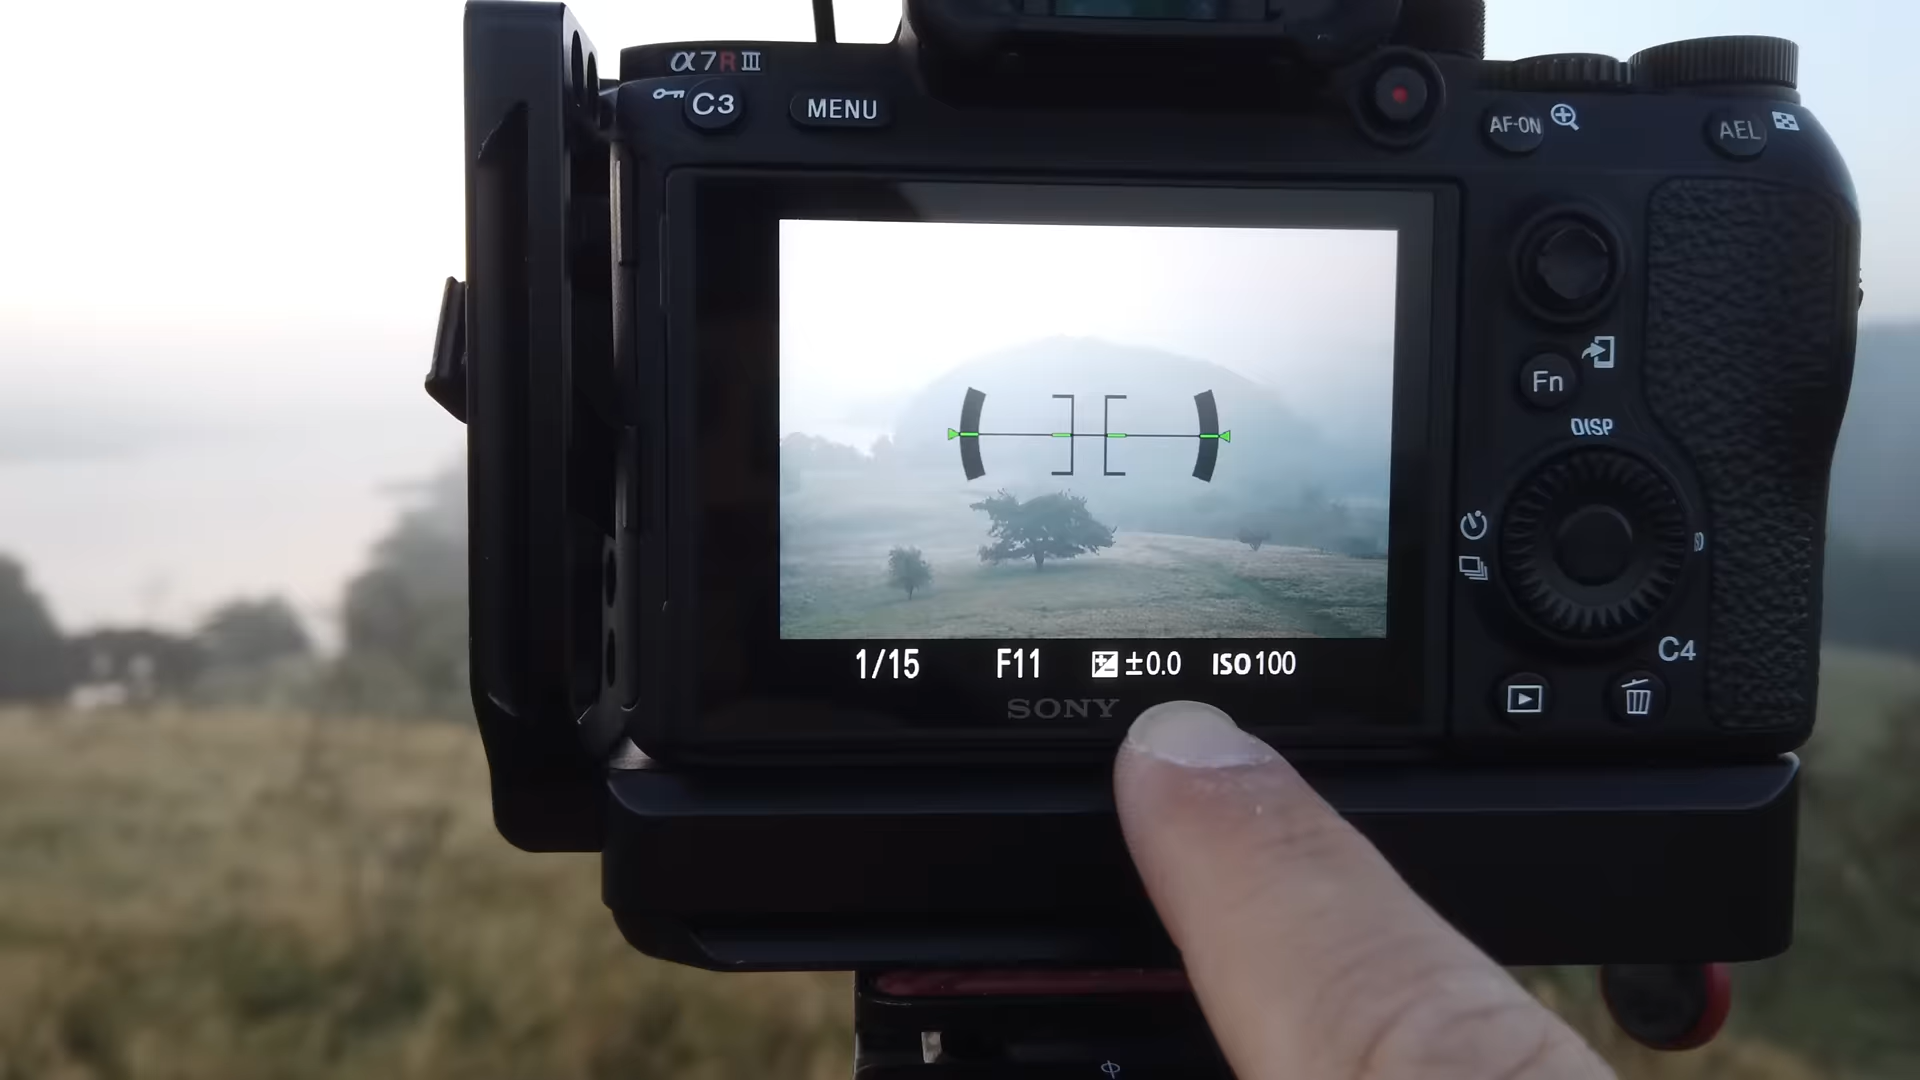 α7RIII
C3 MENU
AF-ON AEL
Fn
DISP
1/15 F11 ±0.0 ISO100
C4
SONY